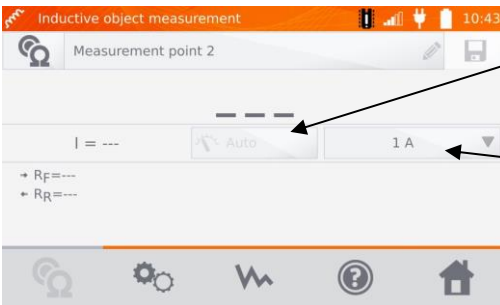 Inductive object measurement 10:43
Measurement point 2
---
I = --- Auto 1 A
→ RF=---
← RR=---